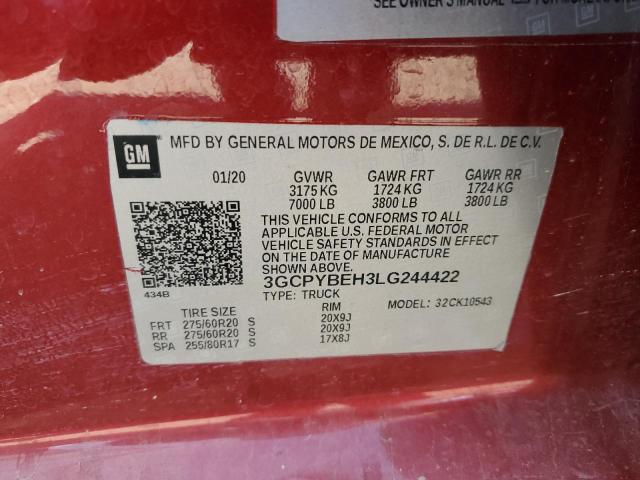 SEE OWNER'S MANUAL
GM
MFD BY GENERAL MOTORS DE MEXICO, S. DE R.L. DE C.V.
01/20 GVWR GAWR FRT GAWR RR
3175 KG 1724 KG 1724 KG
7000 LB 3800 LB 3800 LB
THIS VEHICLE CONFORMS TO ALL
APPLICABLE U.S. FEDERAL MOTOR
VEHICLE SAFETY STANDARDS IN EFFECT
ON THE DATE OF MANUFACTURE
SHOWN ABOVE.
3GCPYBEH3LG244422
434B
TYPE: TRUCK MODEL: 32CK10543
TIRE SIZE RIM
FRT 275/60R20 S 20X9J
RR 275/60R20 S 20X9J
SPA 255/80R17 S 17X8J